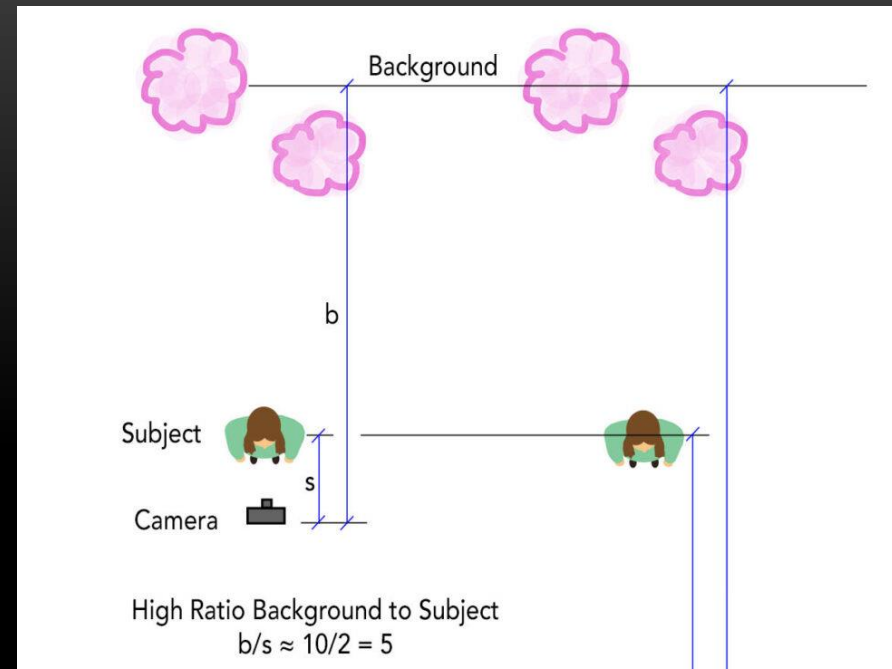 Background
b
Subject
s
Camera
High Ratio Background to Subject
b/s ≈ 10/2 = 5